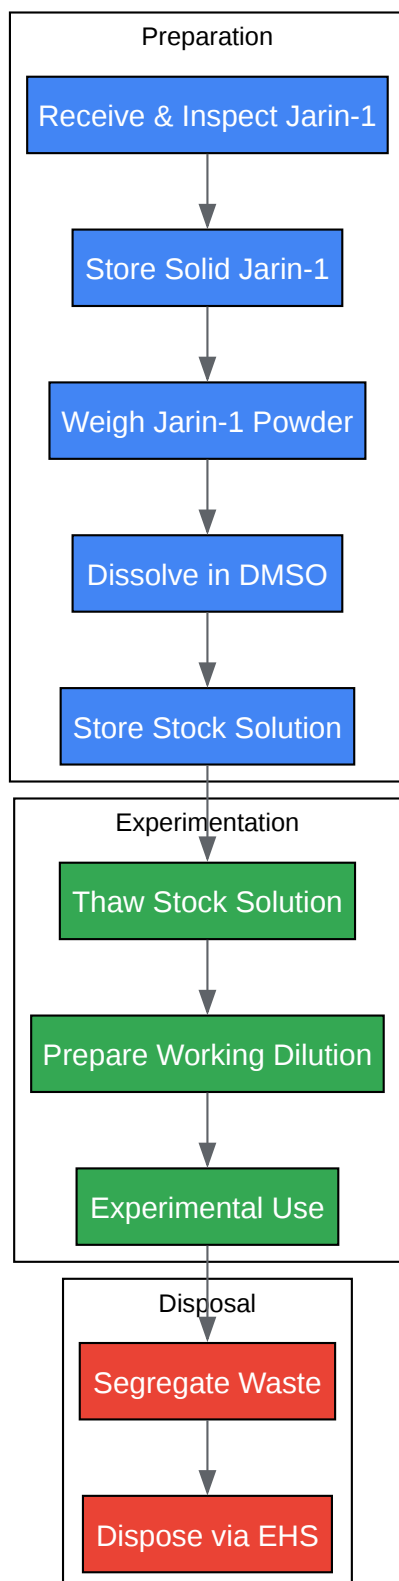 Preparation
Receive & Inspect Jarin-1
Store Solid Jarin-1
Weigh Jarin-1 Powder
Dissolve in DMSO
Store Stock Solution
Experimentation
Thaw Stock Solution
Prepare Working Dilution
Experimental Use
Disposal
Segregate Waste
Dispose via EHS